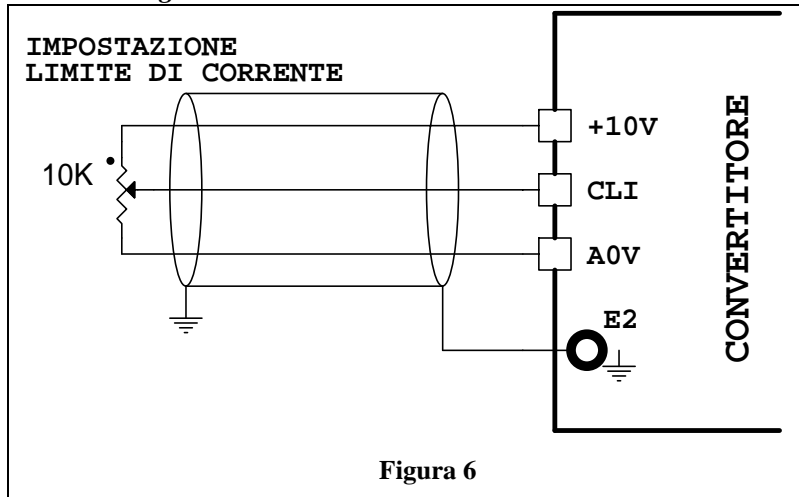 IMPOSTAZIONE
LIMITE DI CORRENTE
10K
+10V
CLI
A0V
E2
CONVERTITORE
Figura 6